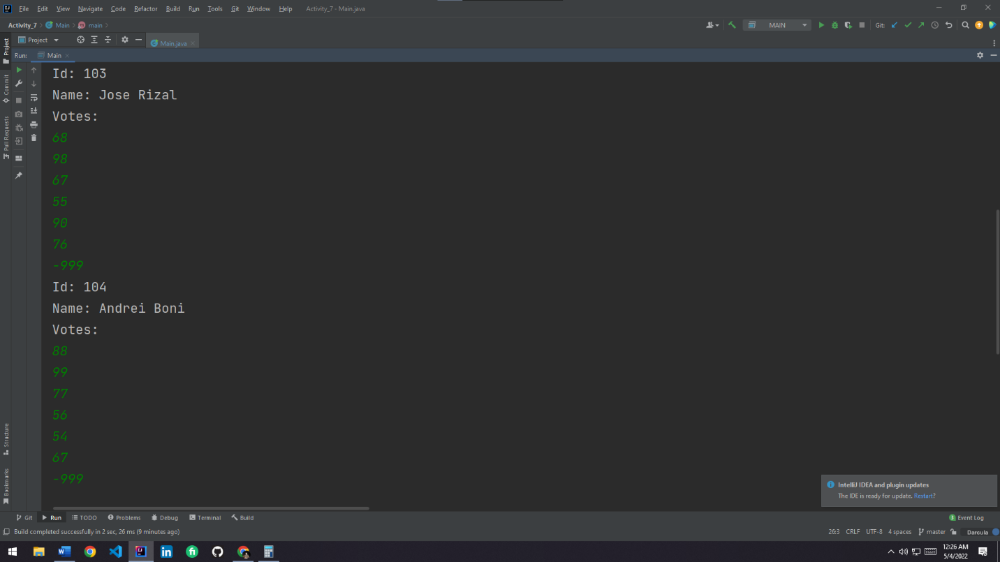 File Edit View Navigate Code Refactor Build Run Tools Git Window Help Activity_7 - Main.java
Activity_7 Main main MAIN Git:
Project Main.java
Run: Main
Project
Commit
Pull Requests
Structure
Bookmarks
Id: 103
Name: Jose Rizal
Votes:
68
98
67
55
90
76
-999
Id: 104
Name: Andrei Boni
Votes:
88
99
77
56
54
67
-999
IntelliJ IDEA and plugin updates
The IDE is ready for update. Restart?
Git Run TODO Problems Debug Terminal Build 3 Event Log
Build completed successfully in 2 sec, 26 ms (9 minutes ago) 26:3 CRLF UTF-8 4 spaces master Darcula
12:26 AM
5/4/2022